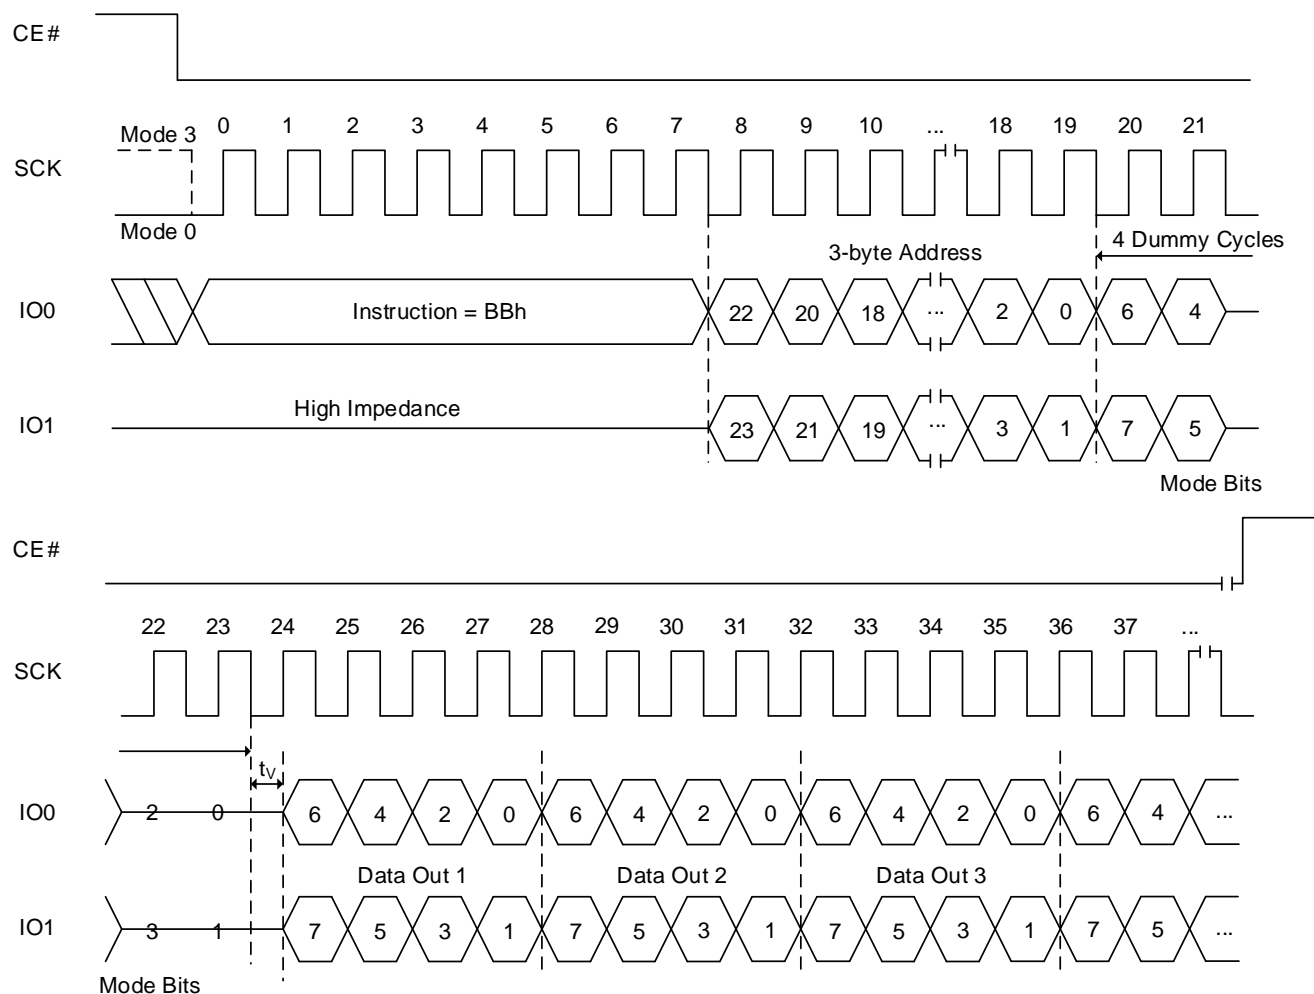 CE#
Mode 3
0 1 2 3 4 5 6 7 8 9 10 ... 18 19 20 21
SCK
Mode 0
3-byte Address
4 Dummy Cycles
IO0
Instruction = BBh
22 20 18 ... 2 0 6 4
High Impedance
IO1
23 21 19 ... 3 1 7 5
Mode Bits
CE#
22 23 24 25 26 27 28 29 30 31 32 33 34 35 36 37 ...
SCK
tV
IO0
2 0 6 4 2 0 6 4 2 0 6 4 2 0 6 4 ...
Data Out 1 Data Out 2 Data Out 3
IO1
3 1 7 5 3 1 7 5 3 1 7 5 3 1 7 5 ...
Mode Bits